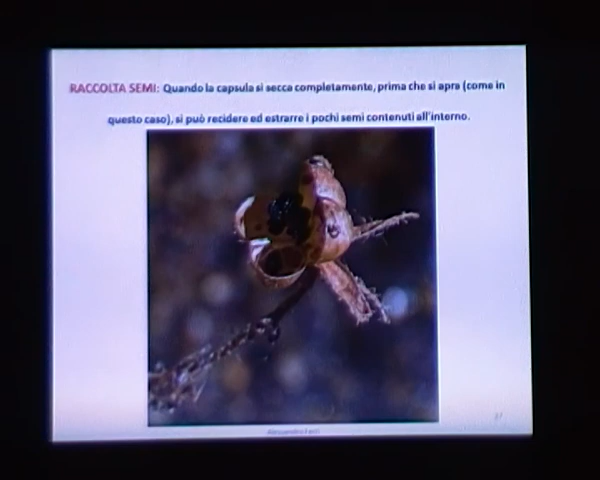 RACCOLTA SEMI: Quando la capsula si secca completamente, prima che si apra (come in
questo caso), si può recidere ed estrarre i pochi semi contenuti all'interno.